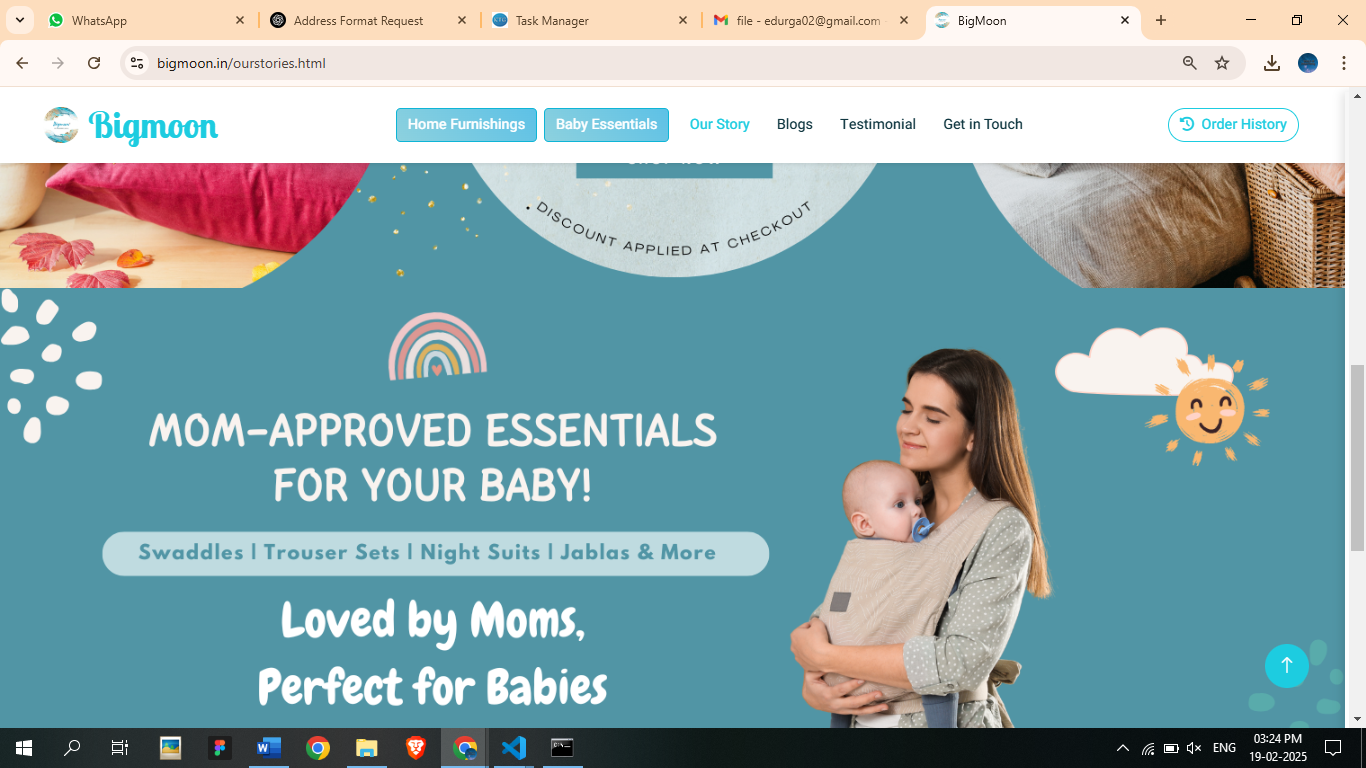 WhatsApp
Address Format Request
Task Manager
file - edurga02@gmail.com
BigMoon
bigmoon.in/ourstories.html
Bigmoon
Home Furnishings
Baby Essentials
Our Story
Blogs
Testimonial
Get in Touch
Order History
DISCOUNT APPLIED AT CHECKOUT
MOM-APPROVED ESSENTIALS
FOR YOUR BABY!
Swaddles | Trouser Sets | Night Suits | Jablas & More
Loved by Moms,
Perfect for Babies
ENG
03:24 PM
19-02-2025